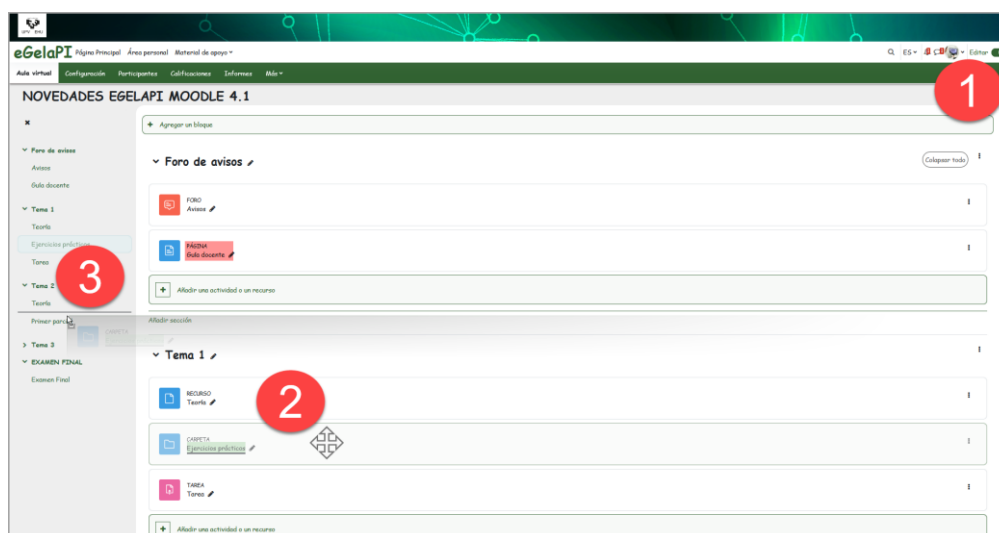 UPV EHU
eGelaPI Página Principal Área personal Material de apoyo ES Editor
1
Aula virtual Configuración Participantes Calificaciones Informes Más
NOVEDADES EGELAPI MOODLE 4.1
Foro de avisos
Avisos
Guía docente
Tema 1
Teoría
Ejercicios prácticos
Tarea
3
Tema 2
Teoría
Primer parcial
Tema 3
EXAMEN FINAL
Examen Final
+ Agregar un bloque
Foro de avisos
Colapsar todo
FORO
Avisos
PÁGINA
Guía docente
+ Añadir una actividad o un recurso
Añadir sección
CARPETA
Tema 1
RECURSO
Teoría
2
CARPETA
Ejercicios prácticos
TAREA
Tarea
+ Añadir una actividad o un recurso